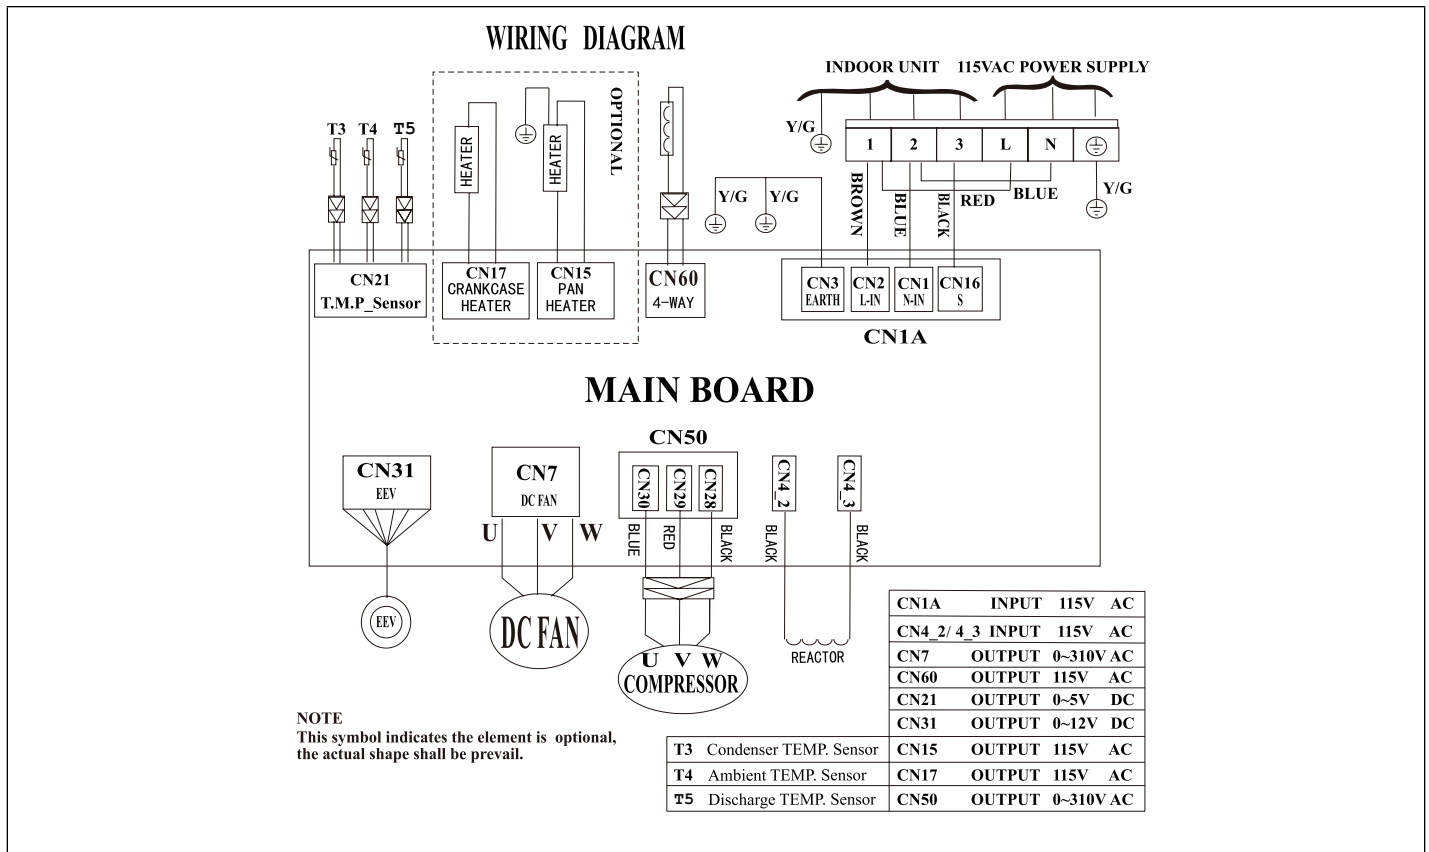 WIRING DIAGRAM
INDOOR UNIT 115VAC POWER SUPPLY
OPTIONAL
T3 T4 T5
HEATER
HEATER
Y/G
1 2 3 L N
Y/G Y/G
BROWN
BLUE
BLACK
RED
BLUE
Y/G
CN21
T.M.P_Sensor
CN17
CRANKCASE
HEATER
CN15
PAN
HEATER
CN60
4-WAY
CN3
EARTH
CN2
L-IN
CN1
N-IN
CN16
S
CN1A
MAIN BOARD
CN31
EEV
CN7
DC FAN
U V W
CN50
CN30
CN29
CN28
BLUE
RED
BLACK
CN4_2
CN4_3
BLACK
BLACK
EEV
DC FAN
U V W
COMPRESSOR
REACTOR
CN1A INPUT 115V AC
CN4_2/ 4_3 INPUT 115V AC
CN7 OUTPUT 0~310V AC
CN60 OUTPUT 115V AC
CN21 OUTPUT 0~5V DC
CN31 OUTPUT 0~12V DC
T3 Condenser TEMP. Sensor CN15 OUTPUT 115V AC
T4 Ambient TEMP. Sensor CN17 OUTPUT 115V AC
T5 Discharge TEMP. Sensor CN50 OUTPUT 0~310V AC
NOTE
This symbol indicates the element is optional,
the actual shape shall be prevail.